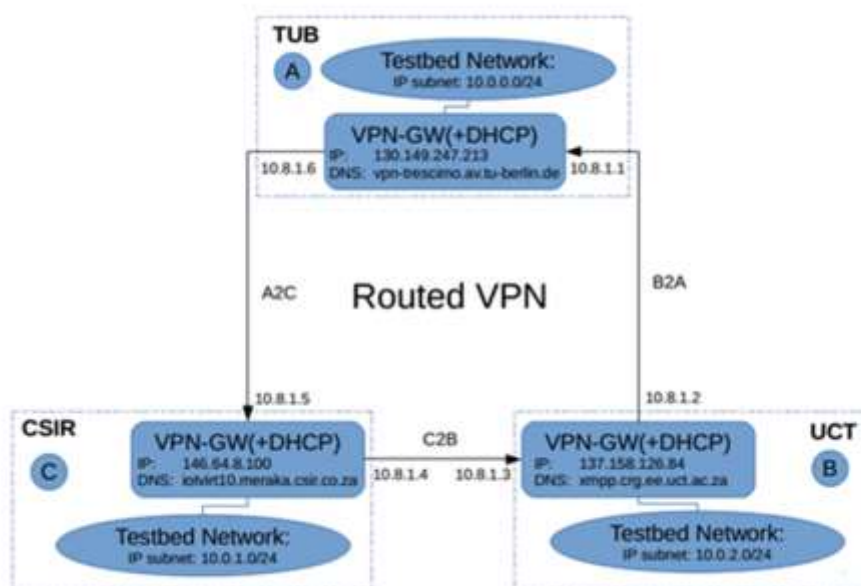 TUB
A
Testbed Network:
IP subnet: 10.0.0.0/24
VPN-GW(+DHCP)
IP: 130.149.247.213
DNS: vpn-trescimo.av.tu-berlin.de
10.8.1.6
10.8.1.1
A2C
Routed VPN
B2A
10.8.1.5
10.8.1.2
CSIR
C
VPN-GW(+DHCP)
IP: 146.64.8.100
DNS: iotvirt10.meraka.csir.co.za
C2B
10.8.1.4
10.8.1.3
UCT
B
VPN-GW(+DHCP)
IP: 137.158.126.84
DNS: xmpp.crg.ee.uct.ac.za
Testbed Network:
IP subnet: 10.0.1.0/24
Testbed Network:
IP subnet: 10.0.2.0/24